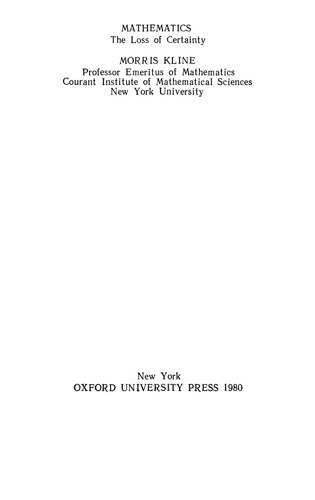 MATHEMATICS
The Loss of Certainty
MORRIS KLINE
Professor Emeritus of Mathematics
Courant Institute of Mathematical Sciences
New York University
New York
OXFORD UNIVERSITY PRESS 1980